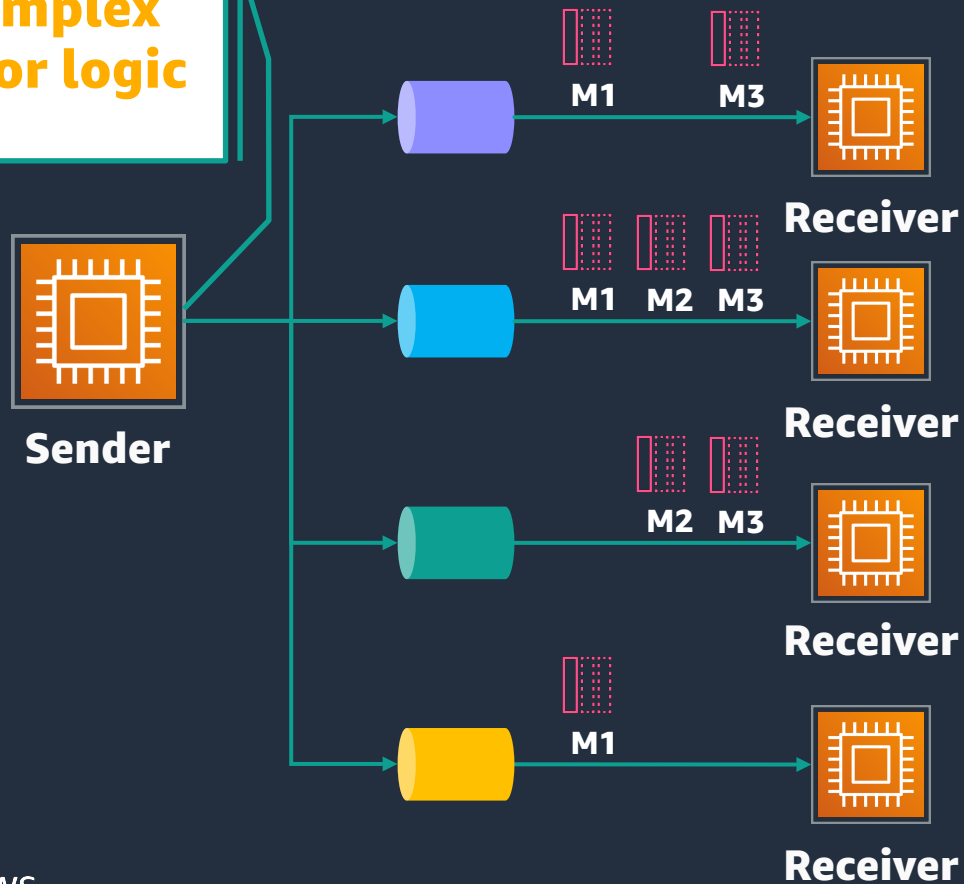 mplex
or logic
M1 M3
Receiver
M1 M2 M3
Sender
Receiver
M2 M3
Receiver
M1
Receiver